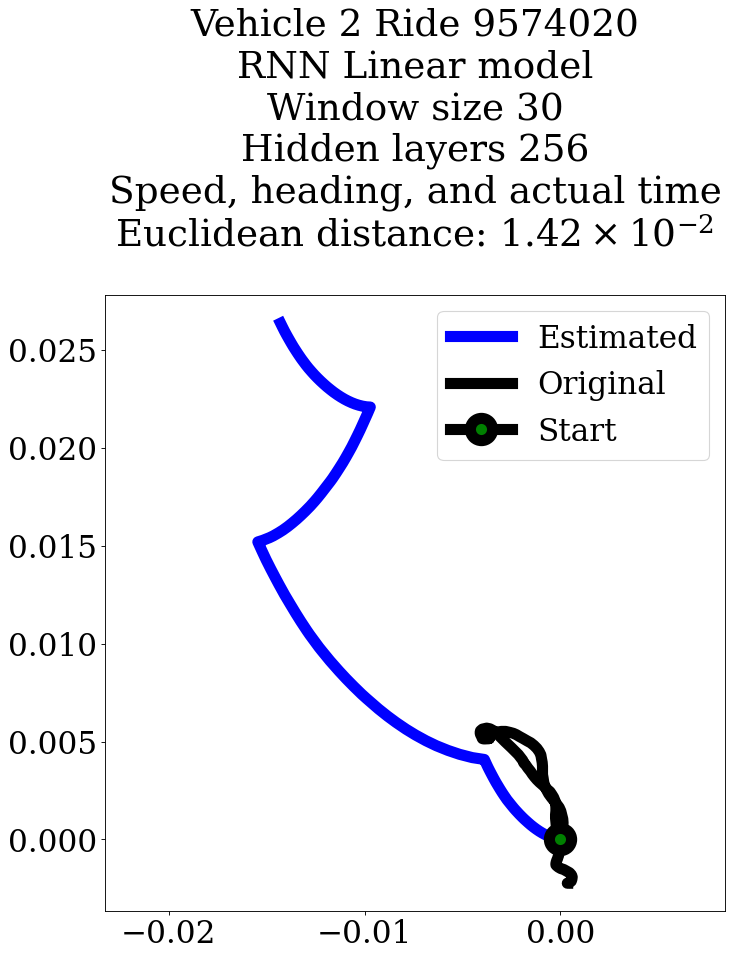 Vehicle 2 Ride 9574020
RNN Linear model
Window size 30
Hidden layers 256
Speed, heading, and actual time
Euclidean distance: 1.42 × 10⁻²
Estimated
Original
Start
0.025
0.020
0.015
0.010
0.005
0.000
−0.02 −0.01 0.00